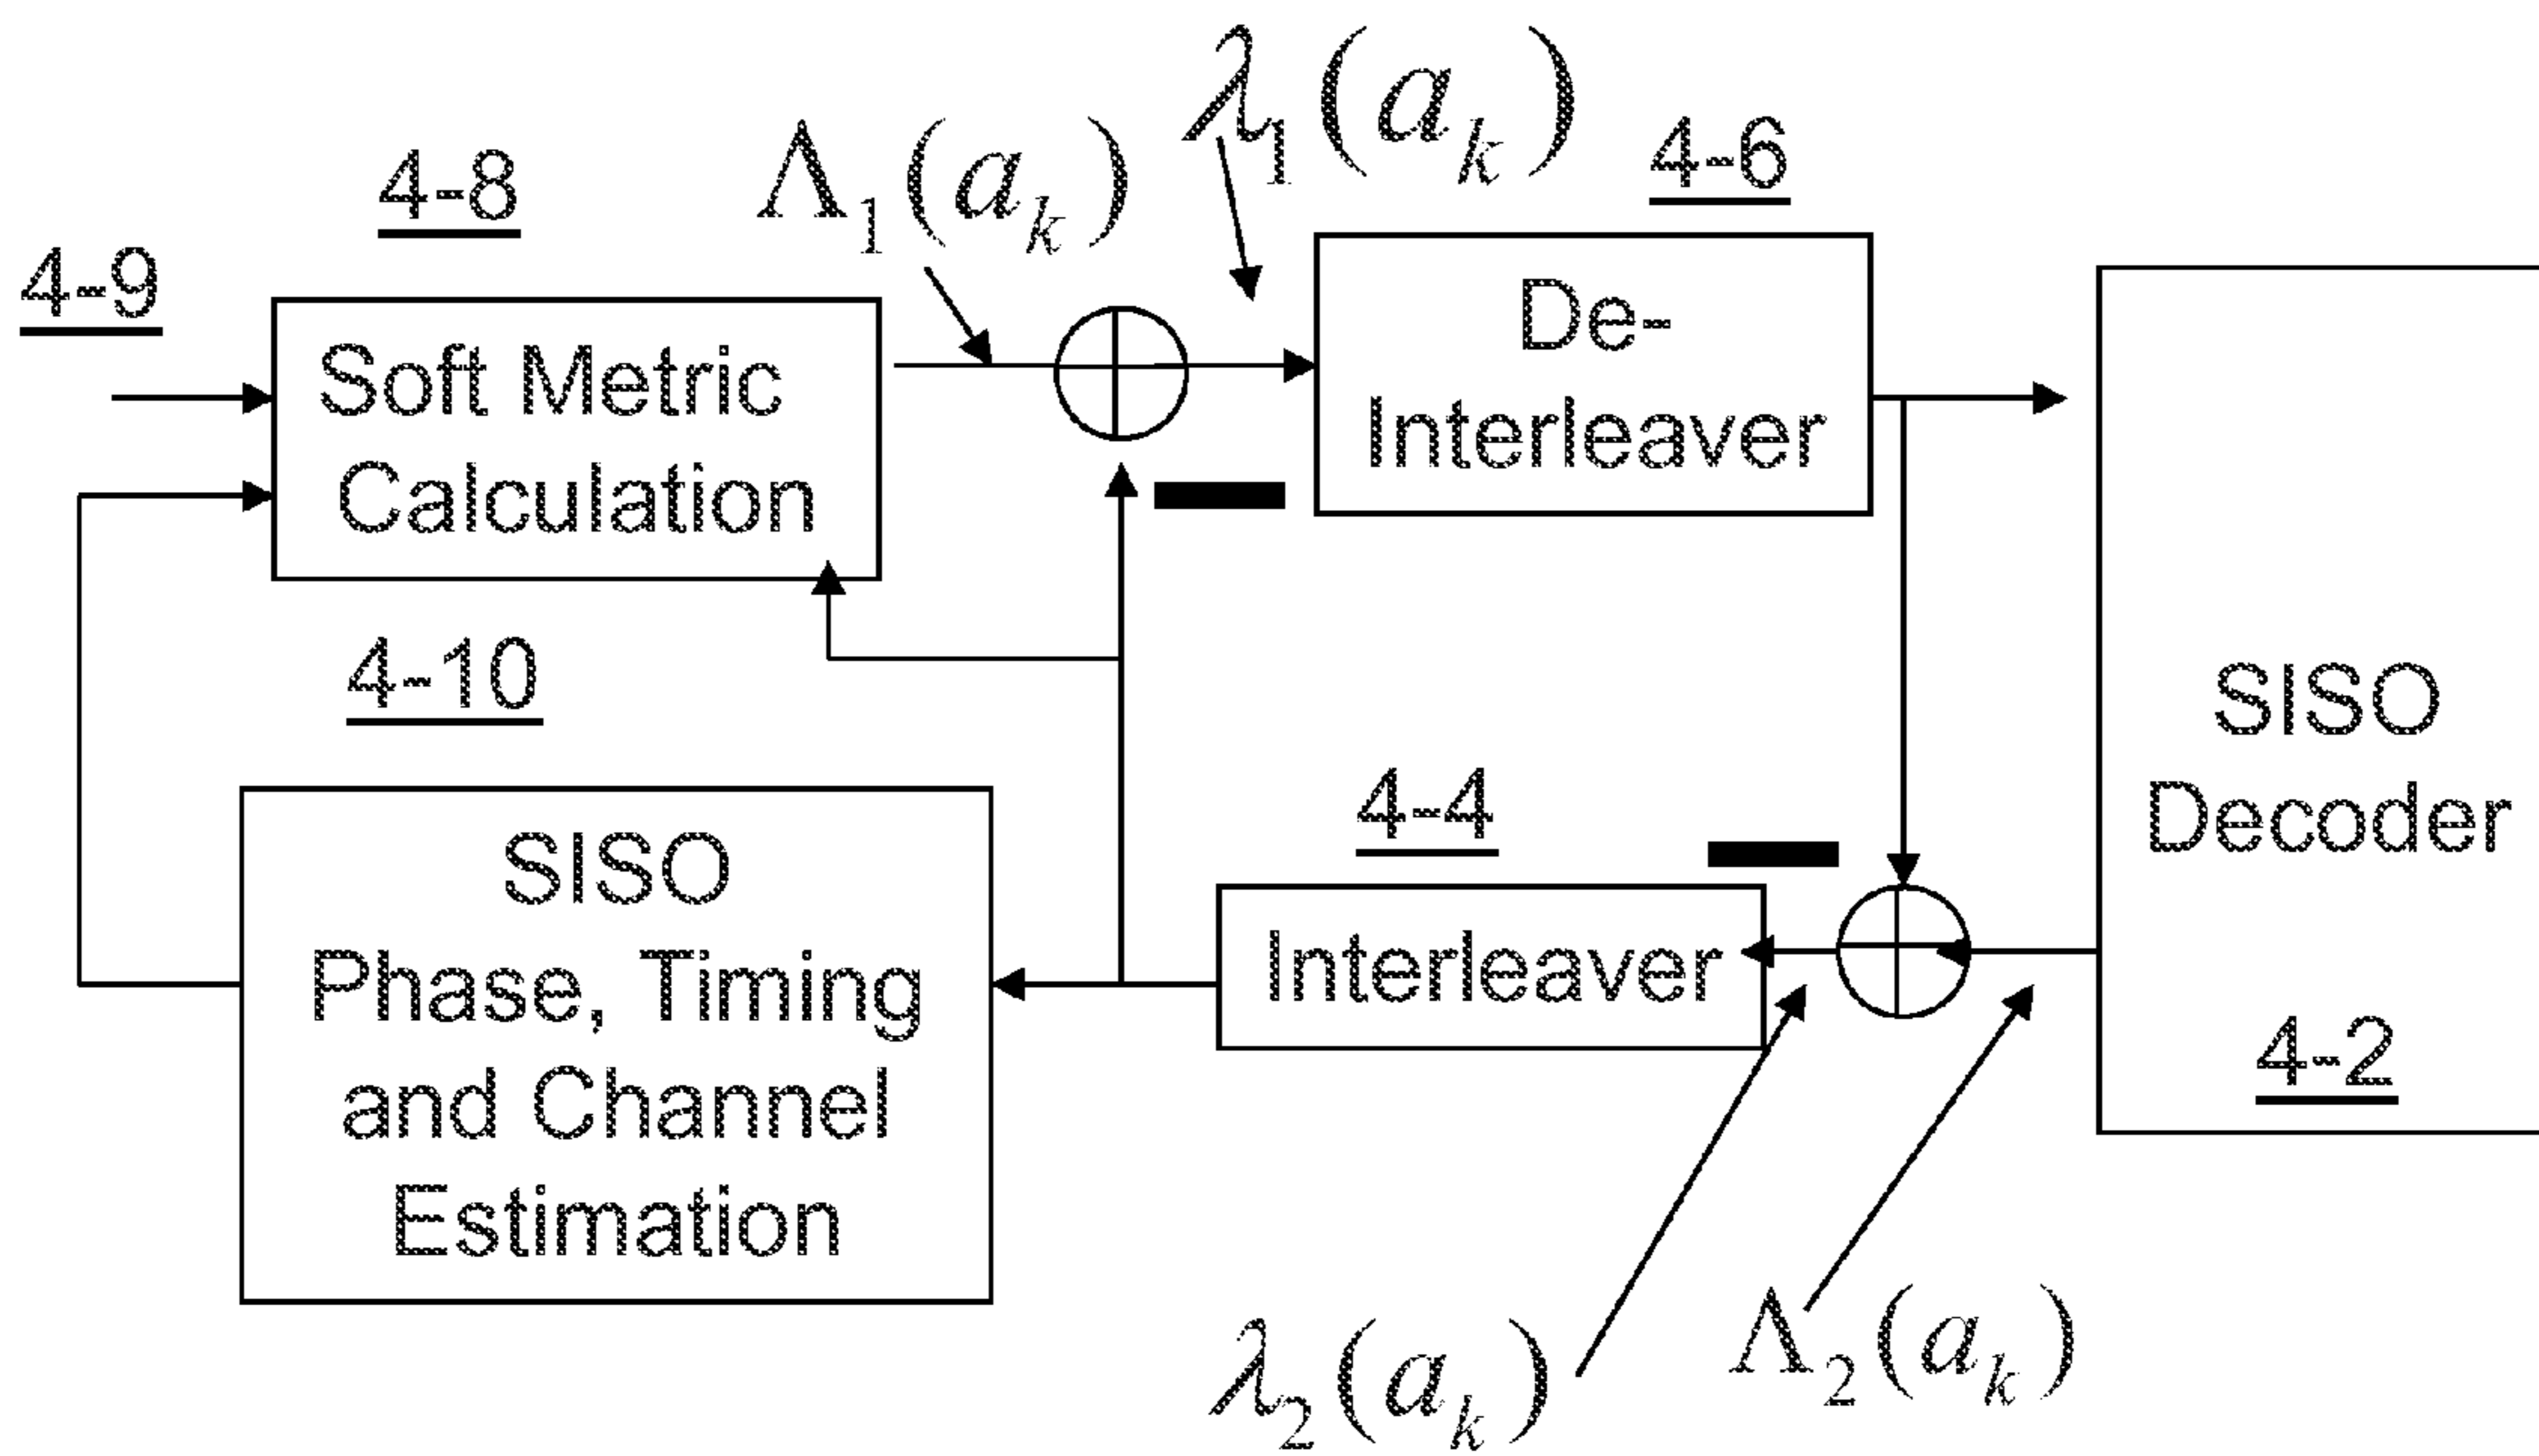 λ₁(aₖ)
Λ₁(aₖ)
4-6
4-8
4-9
De-
Interleaver
Soft Metric
Calculation
4-10
SISO
Decoder
4-4
SISO
Phase, Timing
and Channel
Estimation
Interleaver
4-2
λ₂(aₖ)
Λ₂(aₖ)